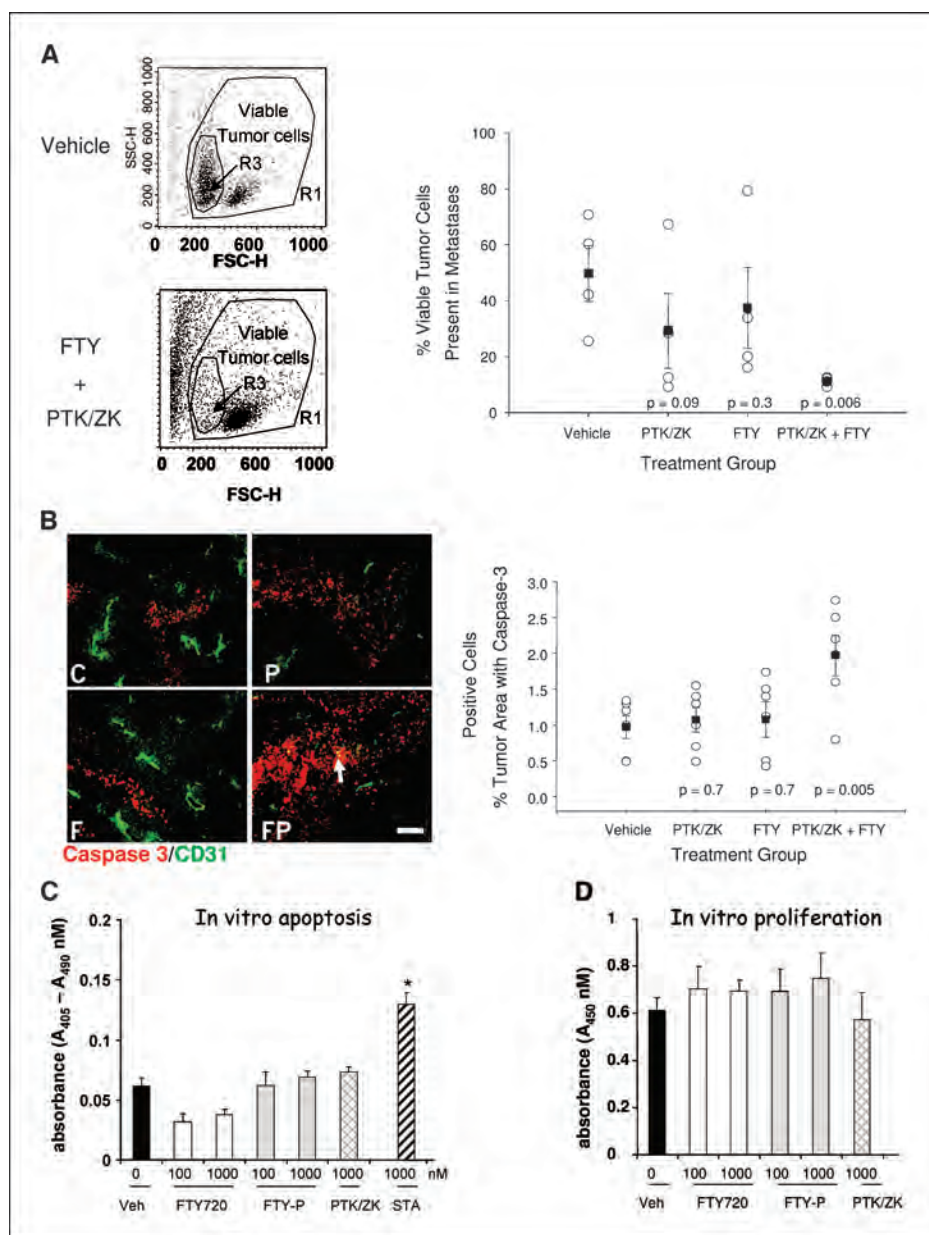 A
Vehicle
SSC-H
0 200 400 600 800 1000
Viable
Tumor cells
R3
R1
200 600 1000
FSC-H
FTY
+
PTK/ZK
Viable
Tumor cells
R3
R1
200 600 1000
FSC-H
% Viable Tumor Cells
Present in Metastases
100
80
60
40
20
0
p = 0.09 p = 0.3 p = 0.006
Vehicle PTK/ZK FTY PTK/ZK + FTY
Treatment Group
B
C
P
F
FP
Caspase 3/CD31
Positive Cells
% Tumor Area with Caspase-3
3.0
2.5
2.0
1.5
1.0
0.5
0.0
p = 0.7 p = 0.7 p = 0.005
Vehicle PTK/ZK FTY PTK/ZK + FTY
Treatment Group
C
In vitro apoptosis
absorbance (A405 – A490 nM)
0.2
0.15
0.1
0.05
0
*
0 100 1000 100 1000 1000 1000 nM
Veh FTY720 FTY-P PTK/ZK STA
D
In vitro proliferation
absorbance (A450 nM)
1
0.8
0.6
0.4
0.2
0
0 100 1000 100 1000 1000
Veh FTY720 FTY-P PTK/ZK